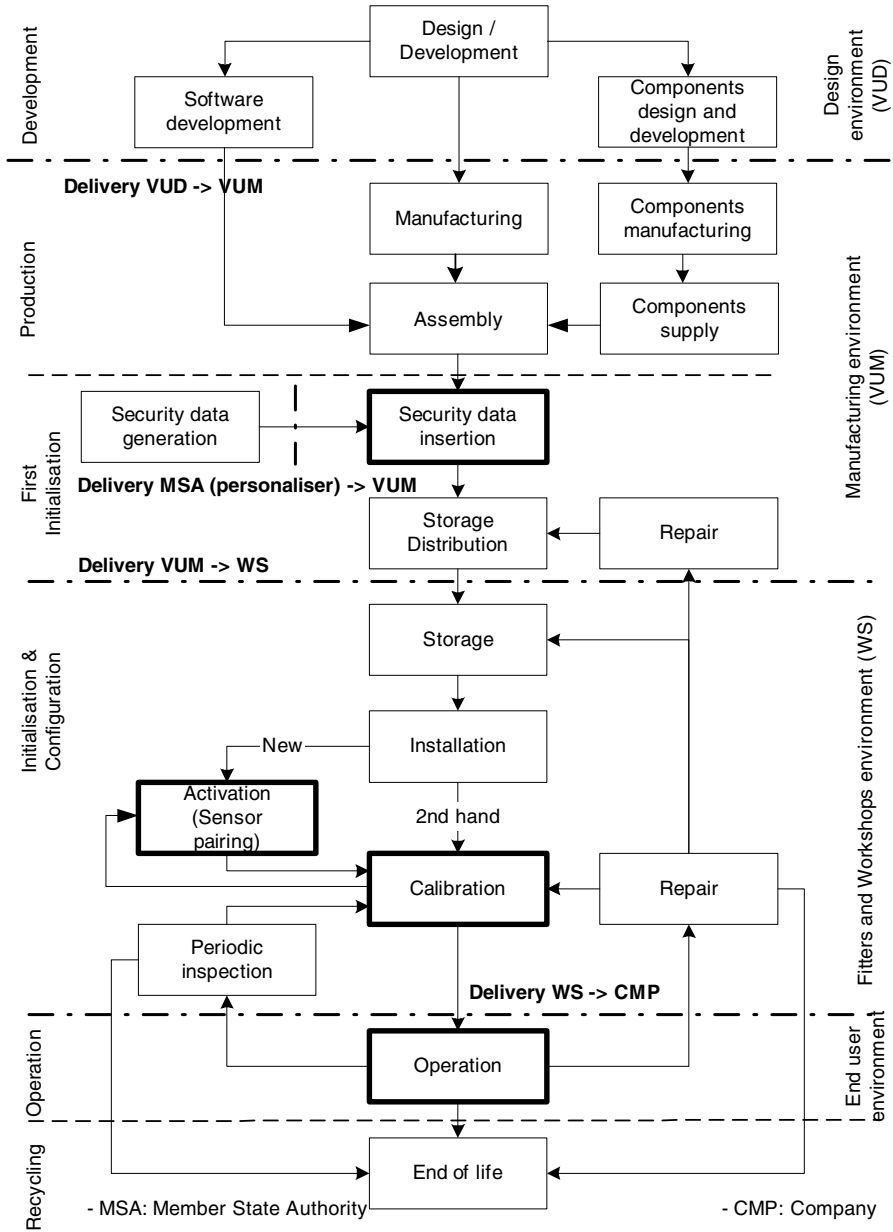 Design /
Development
Development
Software
development
Components
design and
development
Design
environment
(VUD)
Delivery VUD -> VUM
Manufacturing
Components
manufacturing
Production
Assembly
Components
supply
Manufacturing environment
(VUM)
Security data
generation
Security data
insertion
First
Initialisation
Delivery MSA (personaliser) -> VUM
Storage
Distribution
Repair
Delivery VUM -> WS
Storage
Initialisation &
Configuration
New
Installation
Activation
(Sensor
pairing)
2nd hand
Calibration
Repair
Fitters and Workshops environment (WS)
Periodic
inspection
Delivery WS -> CMP
Operation
Operation
End user
environment
Recycling
End of life
- MSA: Member State Authority
- CMP: Company